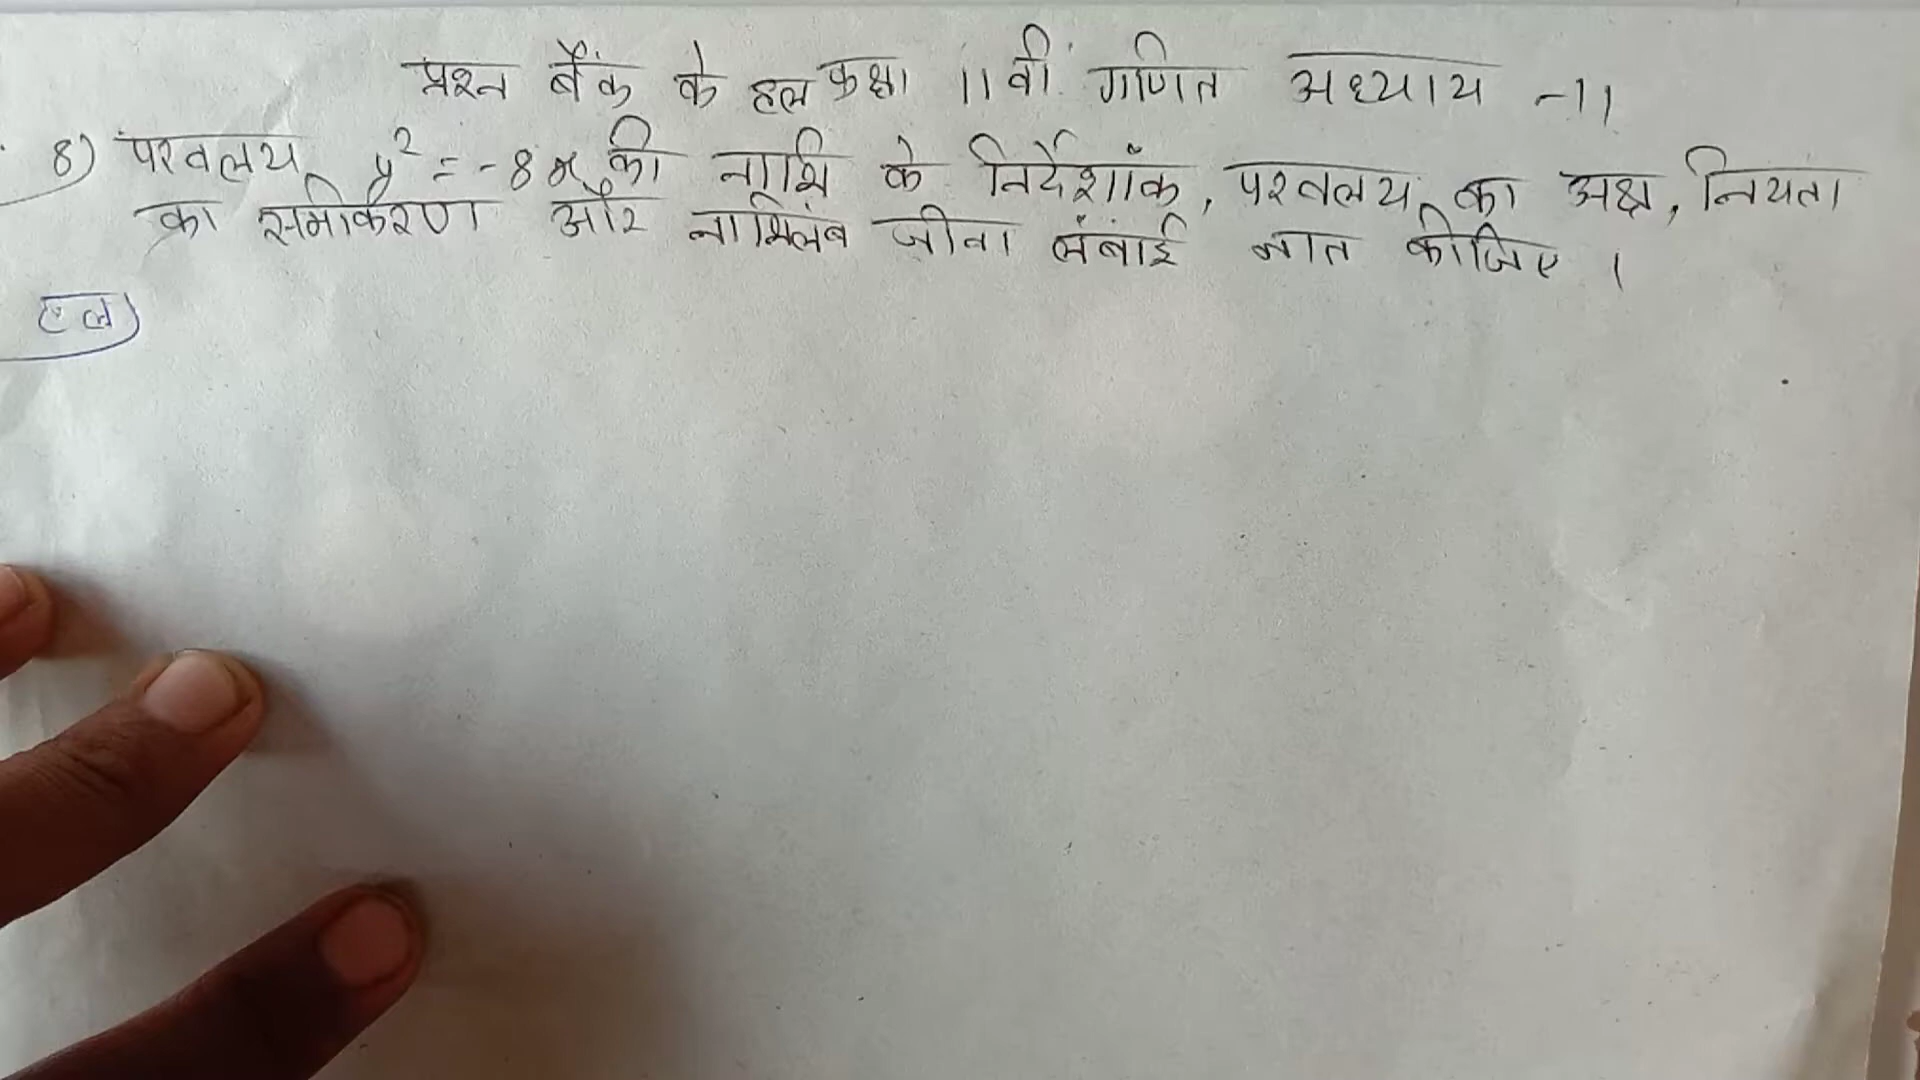 प्रश्न बैंक के हल कक्षा 11वीं गणित अध्याय -11
8) परवलय y² = -8x की नाभि के निर्देशांक, परवलय का अक्ष, नियता
का समीकरण और नाभिलंब जीवा लंबाई ज्ञात कीजिए ।
हल)